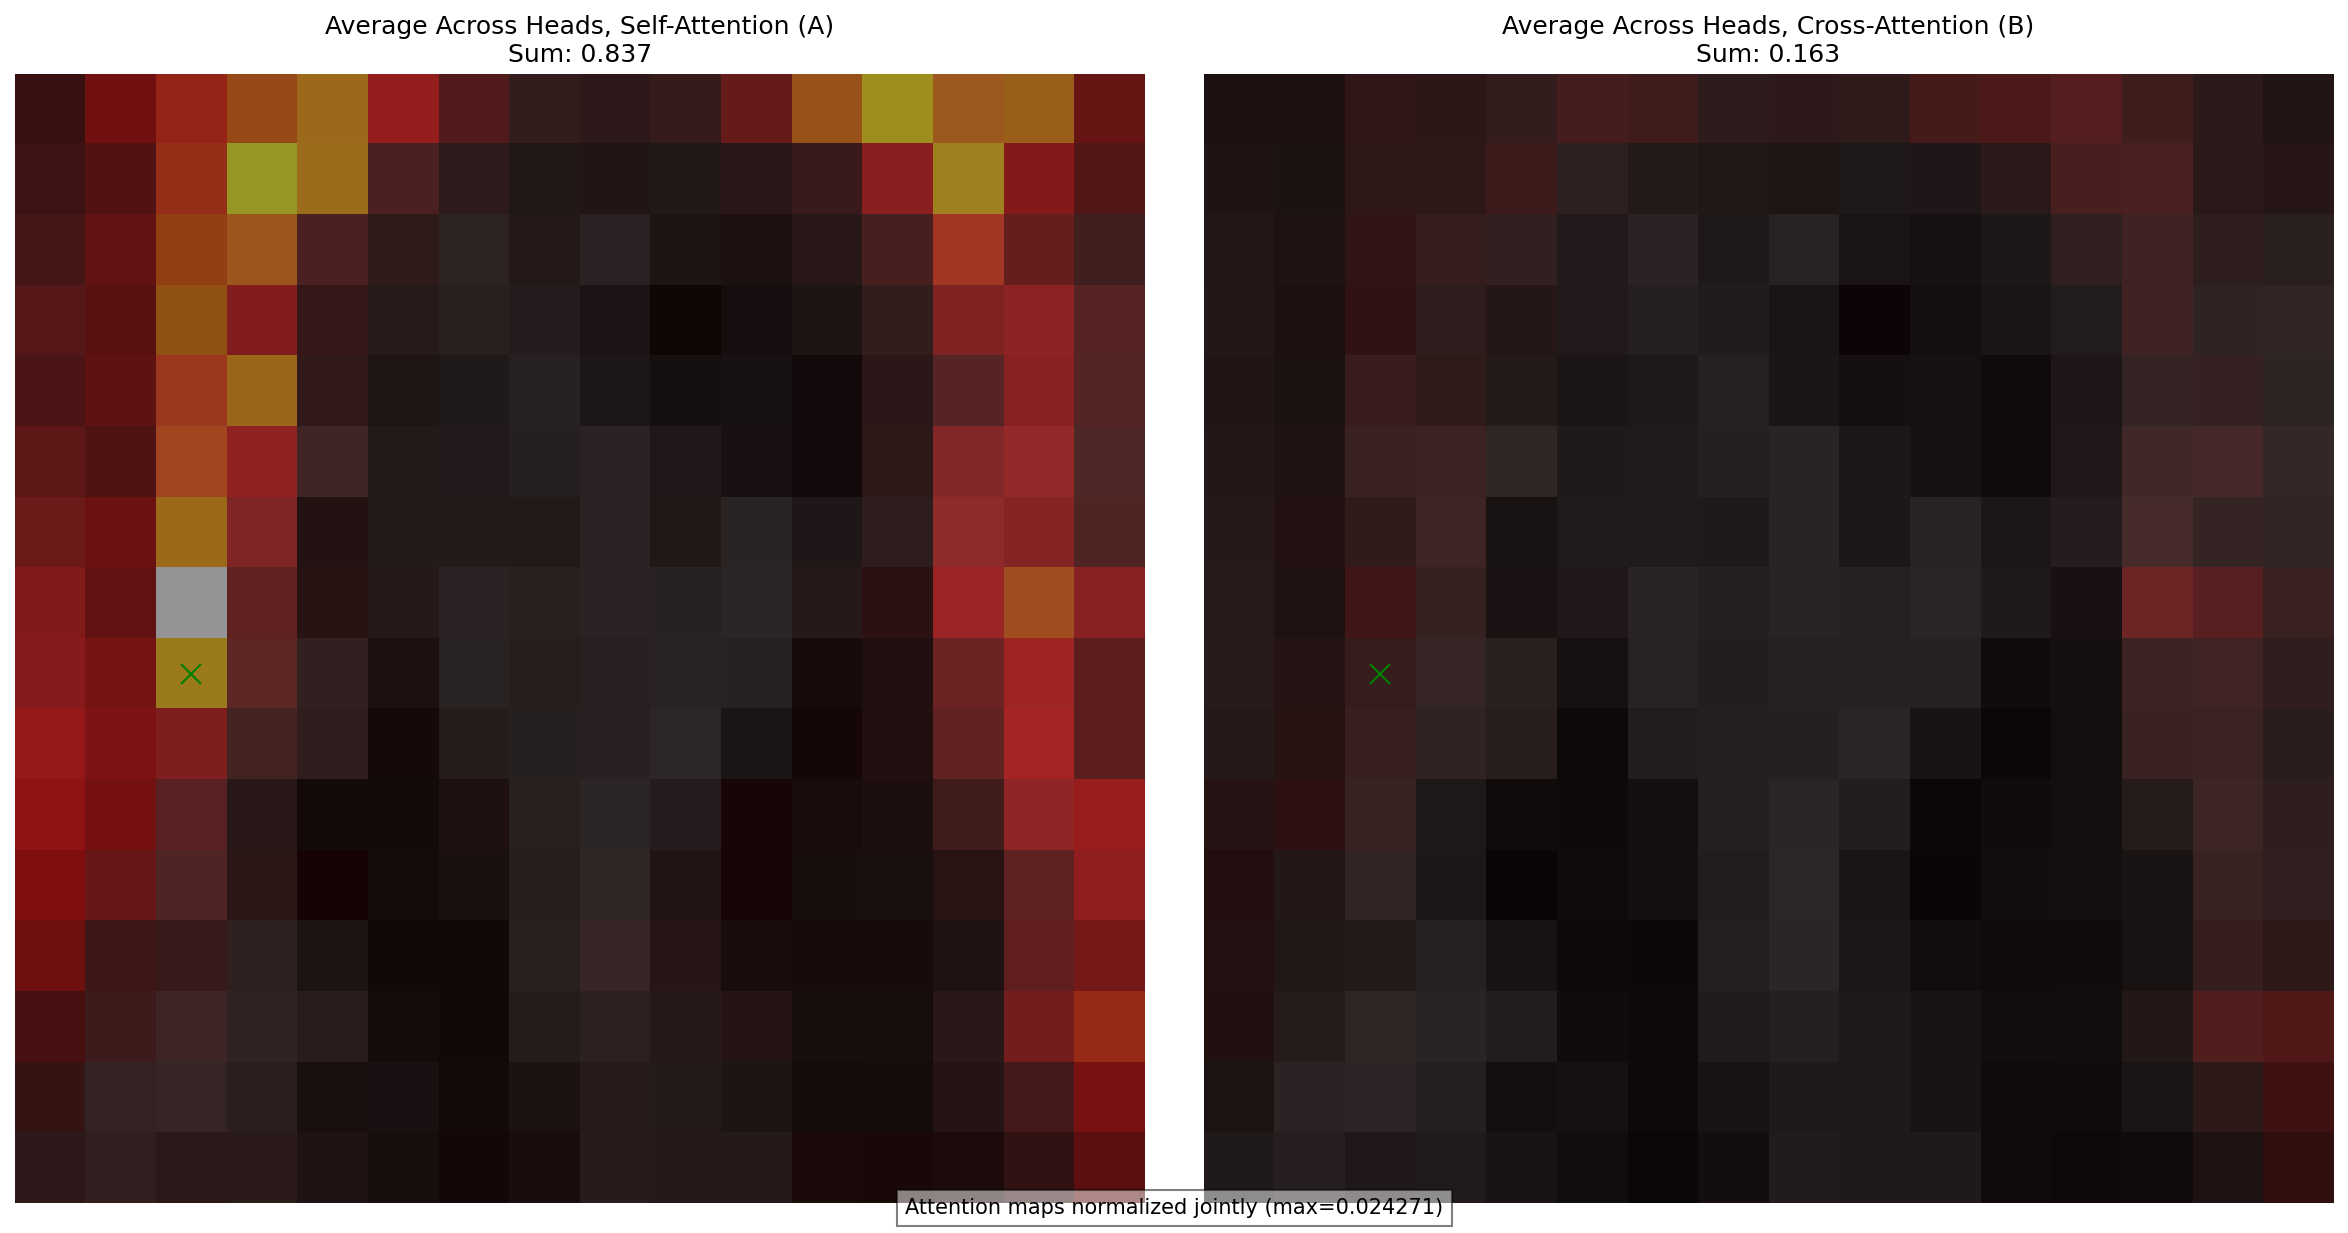 Average Across Heads, Self-Attention (A)
Sum: 0.837
Average Across Heads, Cross-Attention (B)
Sum: 0.163
Attention maps normalized jointly (max=0.024271)